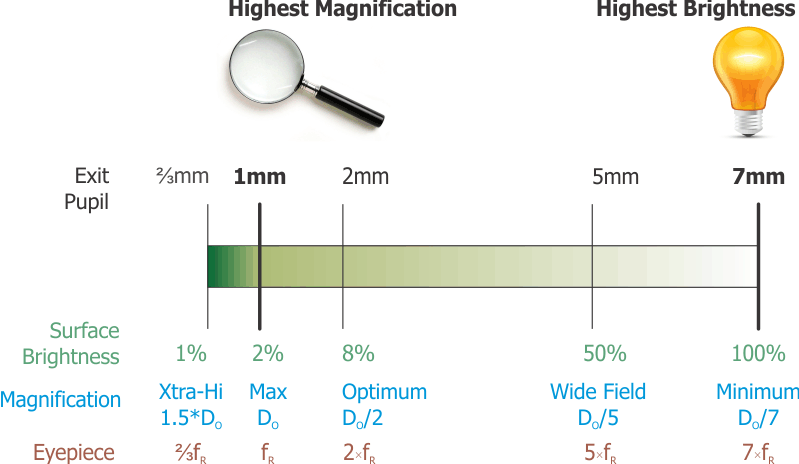 Highest Magnification
Highest Brightness
Exit Pupil
⅔mm 1mm 2mm 5mm 7mm
Surface Brightness
1% 2% 8% 50% 100%
Magnification
Xtra-Hi 1.5*Do
Max Do
Optimum Do/2
Wide Field Do/5
Minimum Do/7
Eyepiece ⅔fR fR 2×fR 5×fR 7×fR